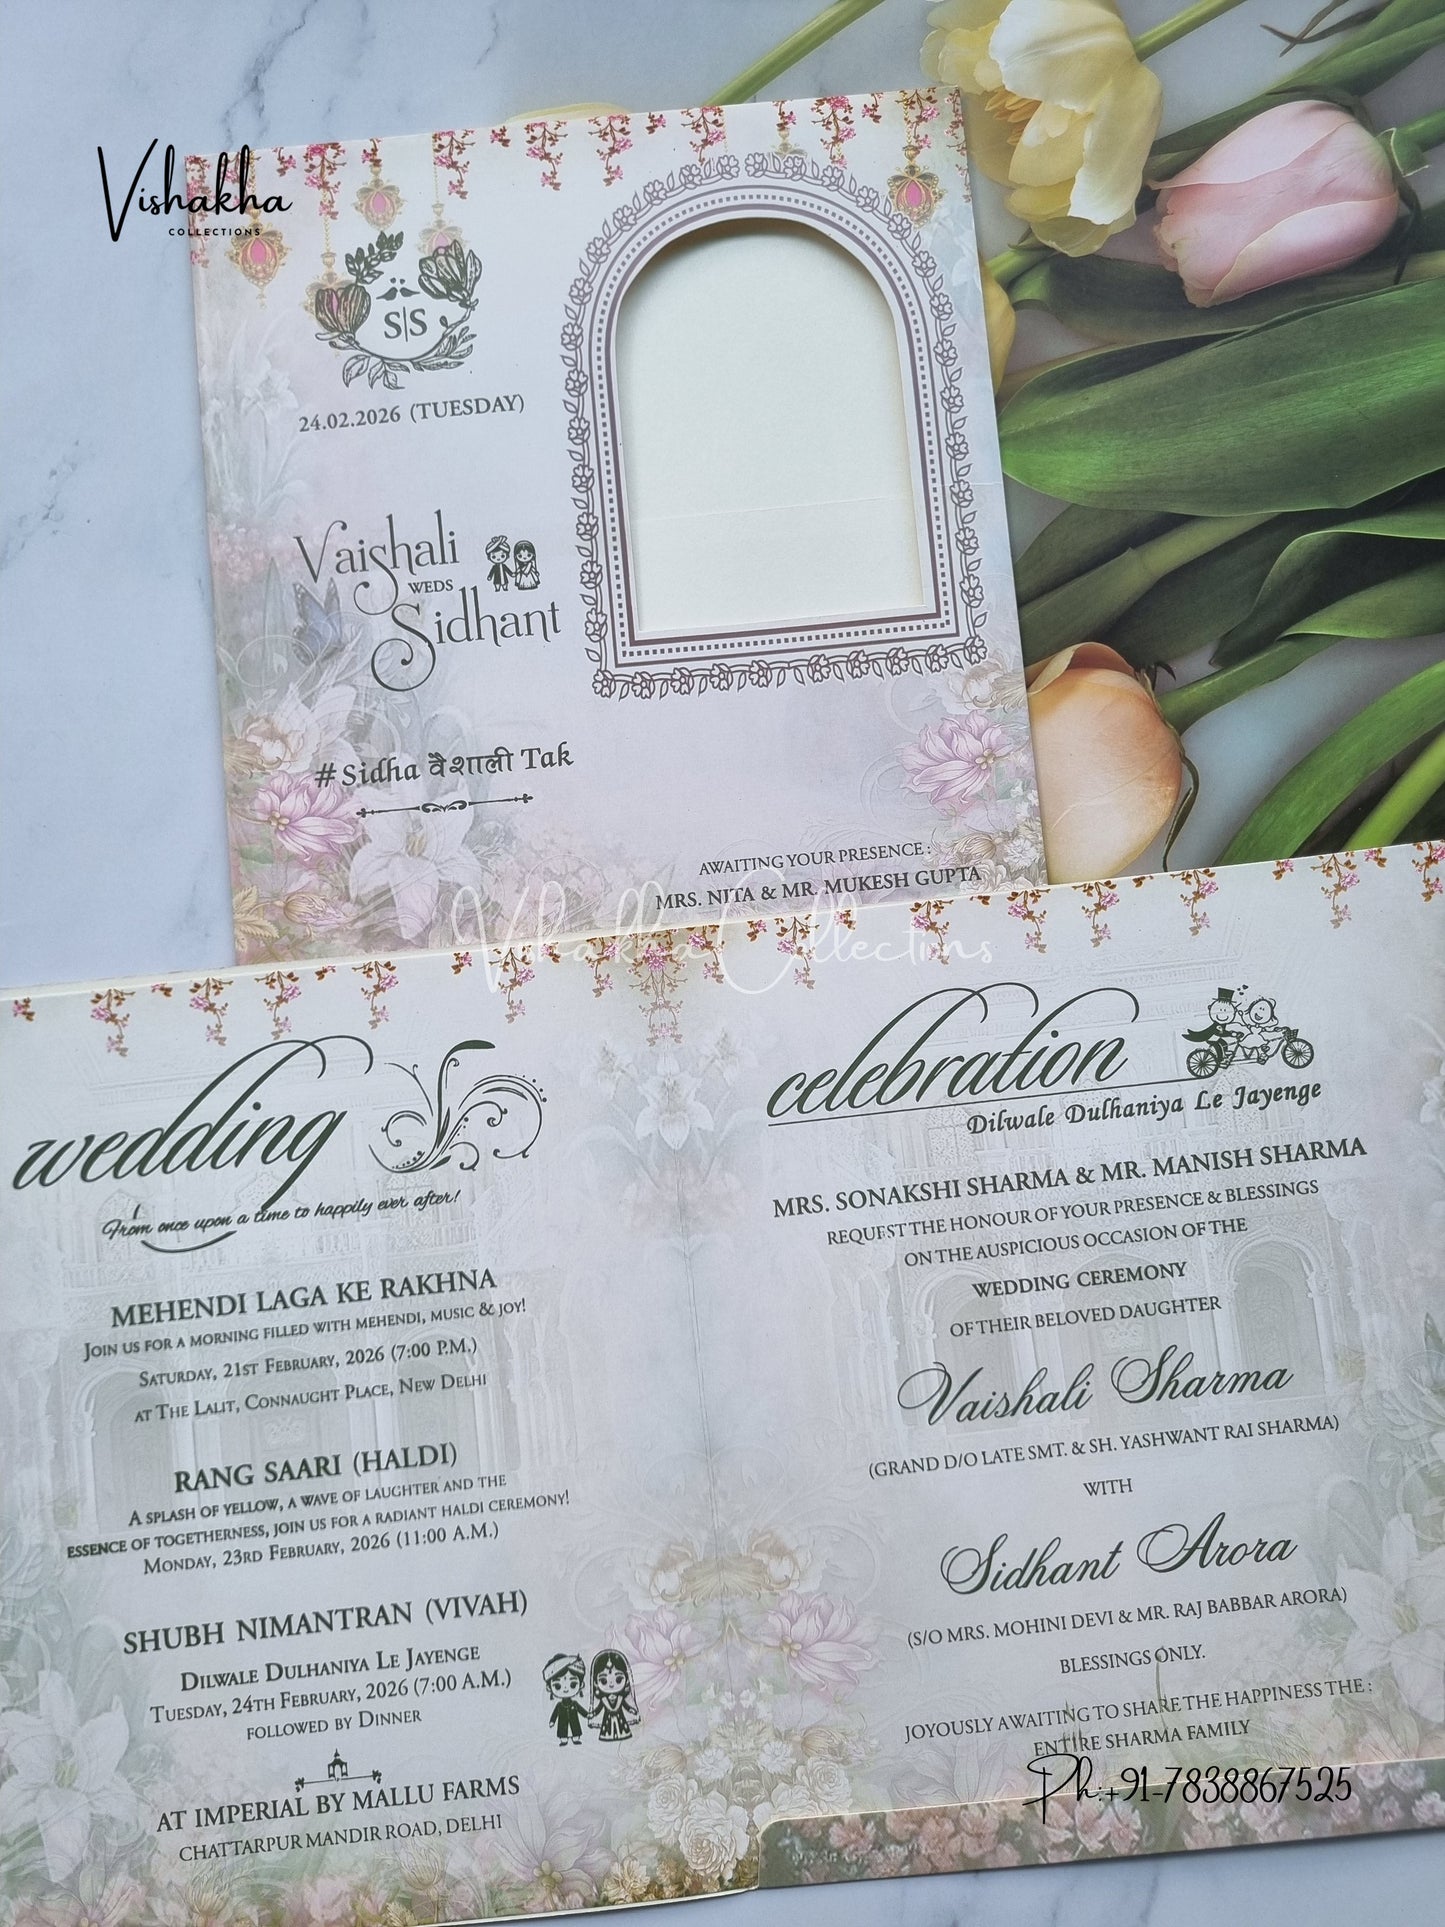 Vishakha
COLLECTIONS
S|S
24.02.2026 (TUESDAY)
Vaishali
WEDS
Sidhant
#Sidha वैशाली Tak
AWAITING YOUR PRESENCE :
MRS. NITA & MR. MUKESH GUPTA
Vishakha Collections
wedding
From once upon a time to happily ever after!
MEHENDI LAGA KE RAKHNA
JOIN US FOR A MORNING FILLED WITH MEHENDI, MUSIC & JOY!
SATURDAY, 21ST FEBRUARY, 2026 (7:00 P.M.)
AT THE LALIT, CONNAUGHT PLACE, NEW DELHI
RANG SAARI (HALDI)
A SPLASH OF YELLOW, A WAVE OF LAUGHTER AND THE
ESSENCE OF TOGETHERNESS, JOIN US FOR A RADIANT HALDI CEREMONY!
MONDAY, 23RD FEBRUARY, 2026 (11:00 A.M.)
SHUBH NIMANTRAN (VIVAH)
DILWALE DULHANIYA LE JAYENGE
TUESDAY, 24TH FEBRUARY, 2026 (7:00 A.M.)
FOLLOWED BY DINNER
AT IMPERIAL BY MALLU FARMS
CHATTARPUR MANDIR ROAD, DELHI
celebration
Dilwale Dulhaniya Le Jayenge
MRS. SONAKSHI SHARMA & MR. MANISH SHARMA
REQUEST THE HONOUR OF YOUR PRESENCE & BLESSINGS
ON THE AUSPICIOUS OCCASION OF THE
WEDDING CEREMONY
OF THEIR BELOVED DAUGHTER
Vaishali Sharma
(GRAND D/O LATE SMT. & SH. YASHWANT RAI SHARMA)
WITH
Sidhant Arora
(S/O MRS. MOHINI DEVI & MR. RAJ BABBAR ARORA)
BLESSINGS ONLY.
JOYOUSLY AWAITING TO SHARE THE HAPPINESS THE :
ENTIRE SHARMA FAMILY
Ph:+91-7838867525